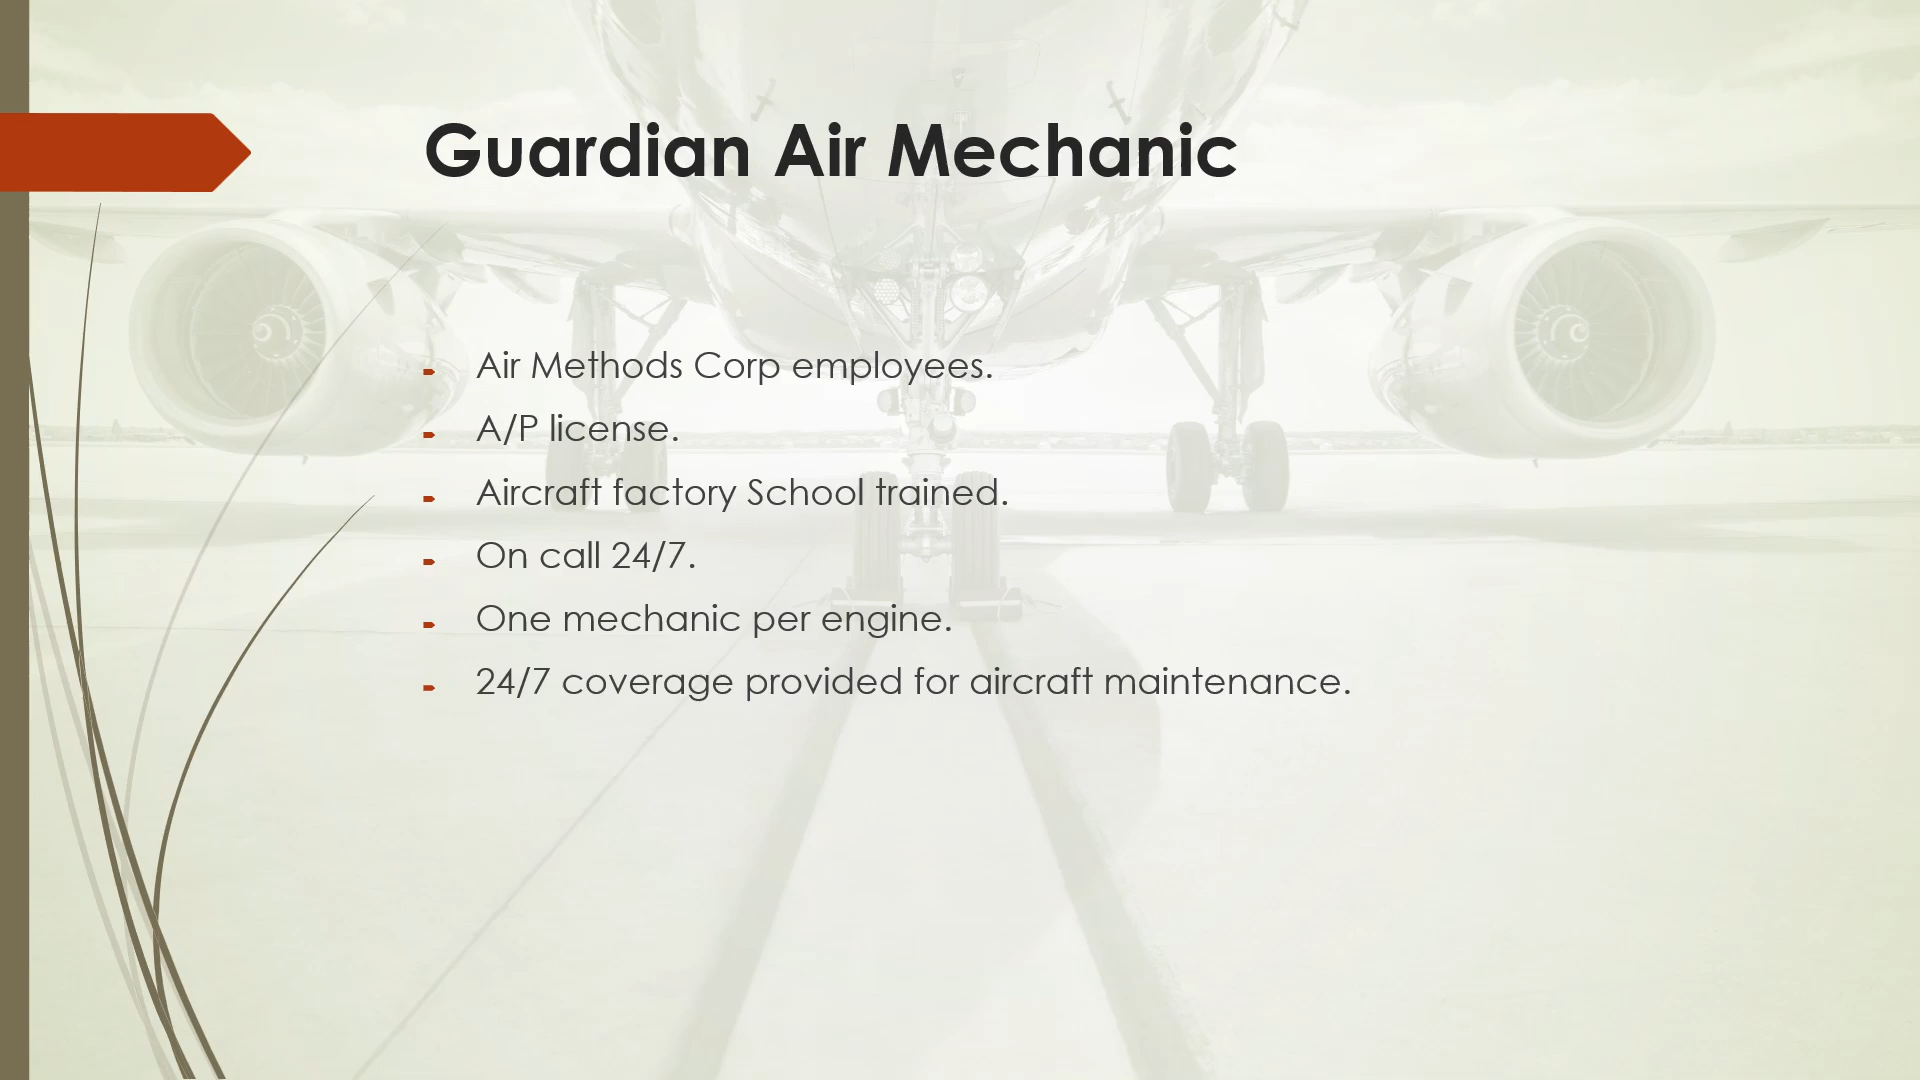 Guardian Air Mechanic
Air Methods Corp employees.
A/P license.
Aircraft factory School trained.
On call 24/7.
One mechanic per engine.
24/7 coverage provided for aircraft maintenance.